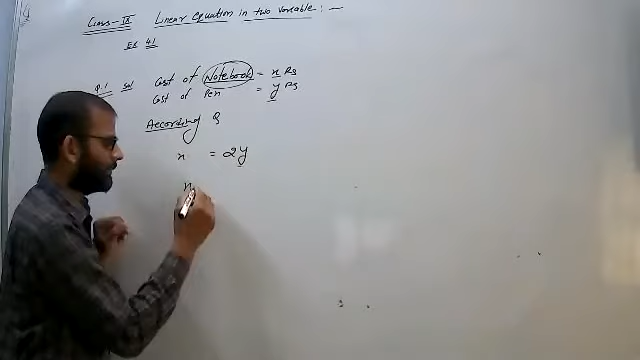 Class-IX Linear Equation in two variable:-
Ex 4.1
Q.1 Sol Cost of Notebook = x Rs
Cost of Pen = y Rs
According Q
x = 2y
x